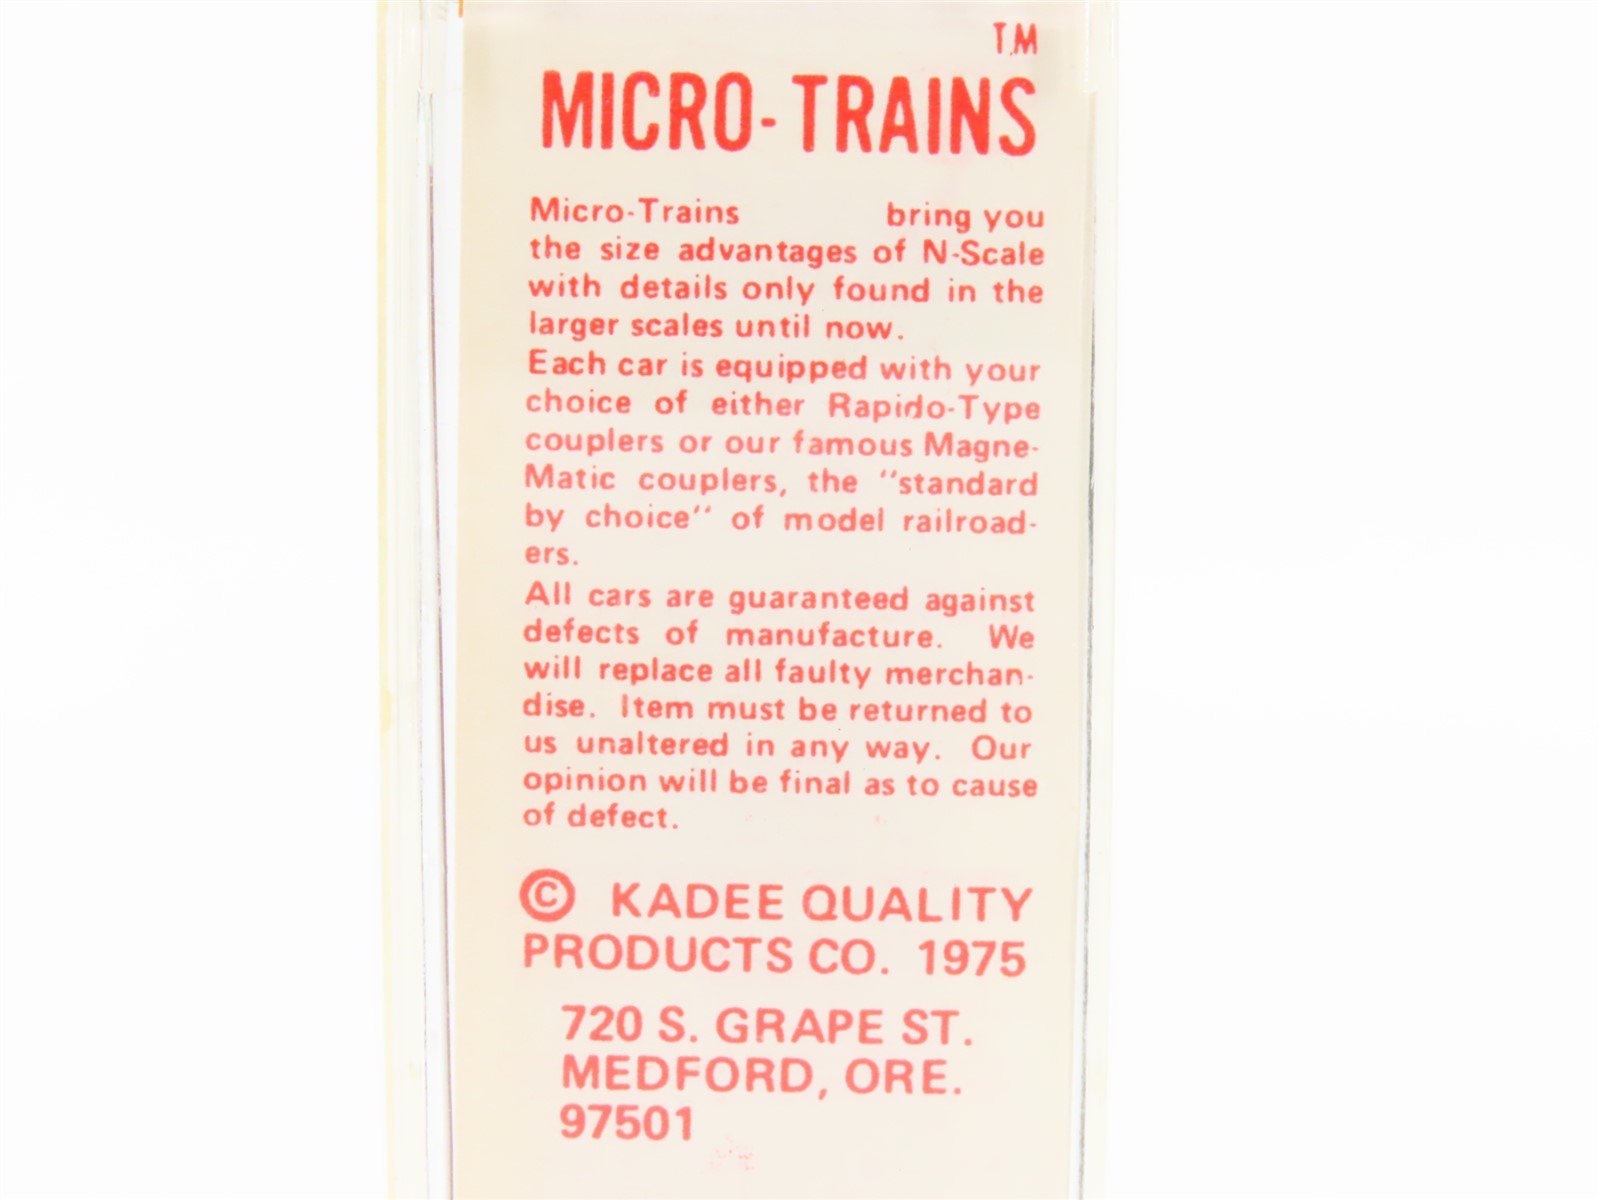 TM
MICRO-TRAINS
Micro-Trains bring you
the size advantages of N-Scale
with details only found in the
larger scales until now.
Each car is equipped with your
choice of either Rapido-Type
couplers or our famous Magne-
Matic couplers, the "standard
by choice" of model railroad-
ers.
All cars are guaranteed against
defects of manufacture. We
will replace all faulty merchan-
dise. Item must be returned to
us unaltered in any way. Our
opinion will be final as to cause
of defect.
© KADEE QUALITY
PRODUCTS CO. 1975
720 S. GRAPE ST.
MEDFORD, ORE.
97501